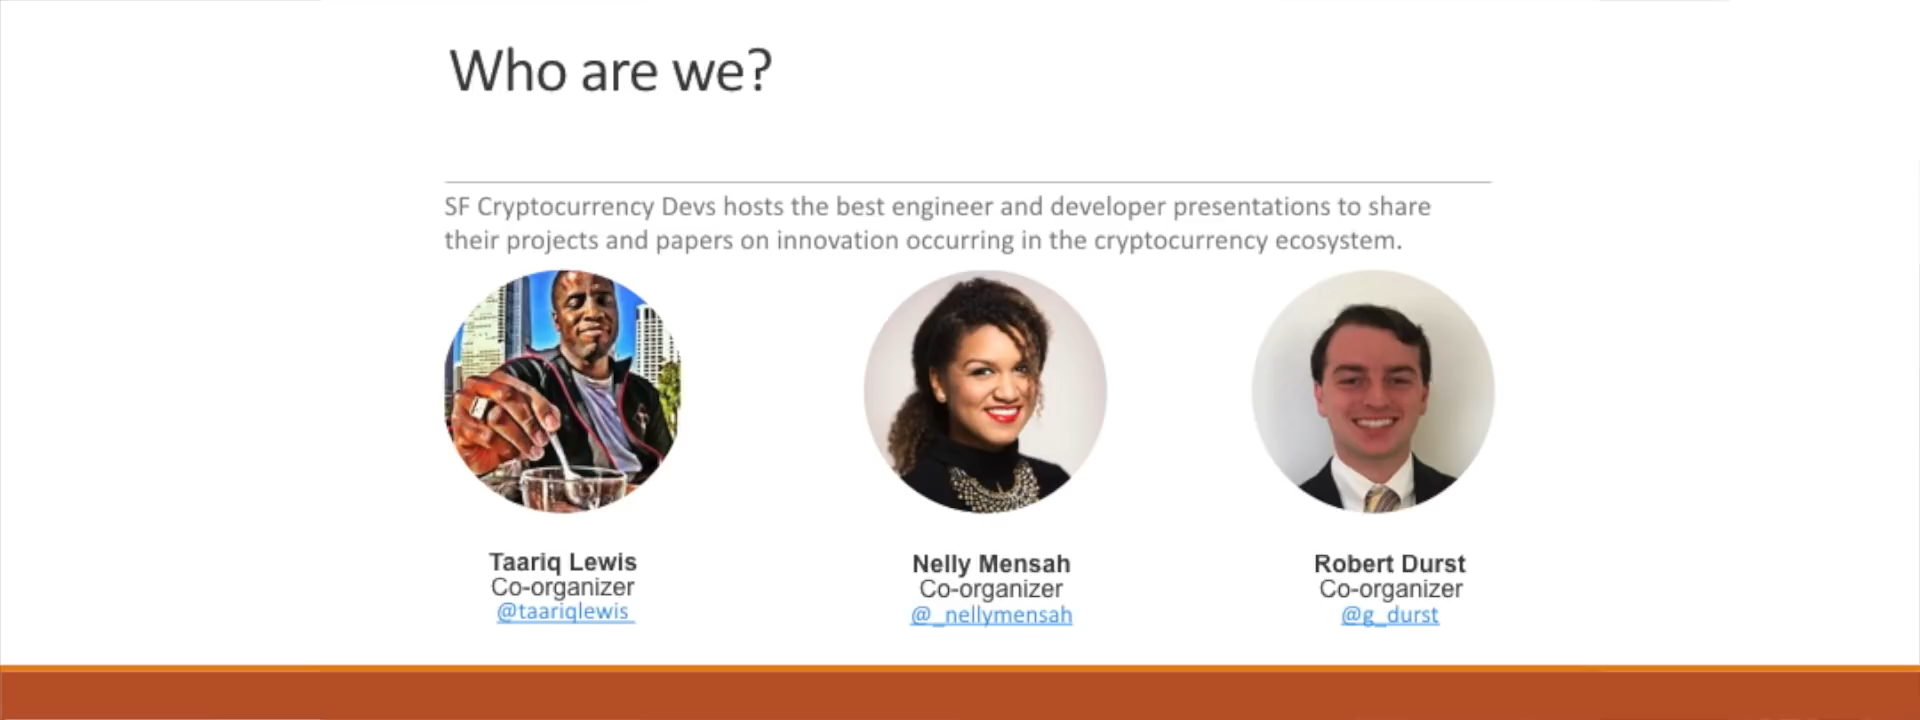 Who are we?
SF Cryptocurrency Devs hosts the best engineer and developer presentations to share
their projects and papers on innovation occurring in the cryptocurrency ecosystem.
Taariq Lewis
Co-organizer
@taariqlewis
Nelly Mensah
Co-organizer
@_nellymensah
Robert Durst
Co-organizer
@g_durst